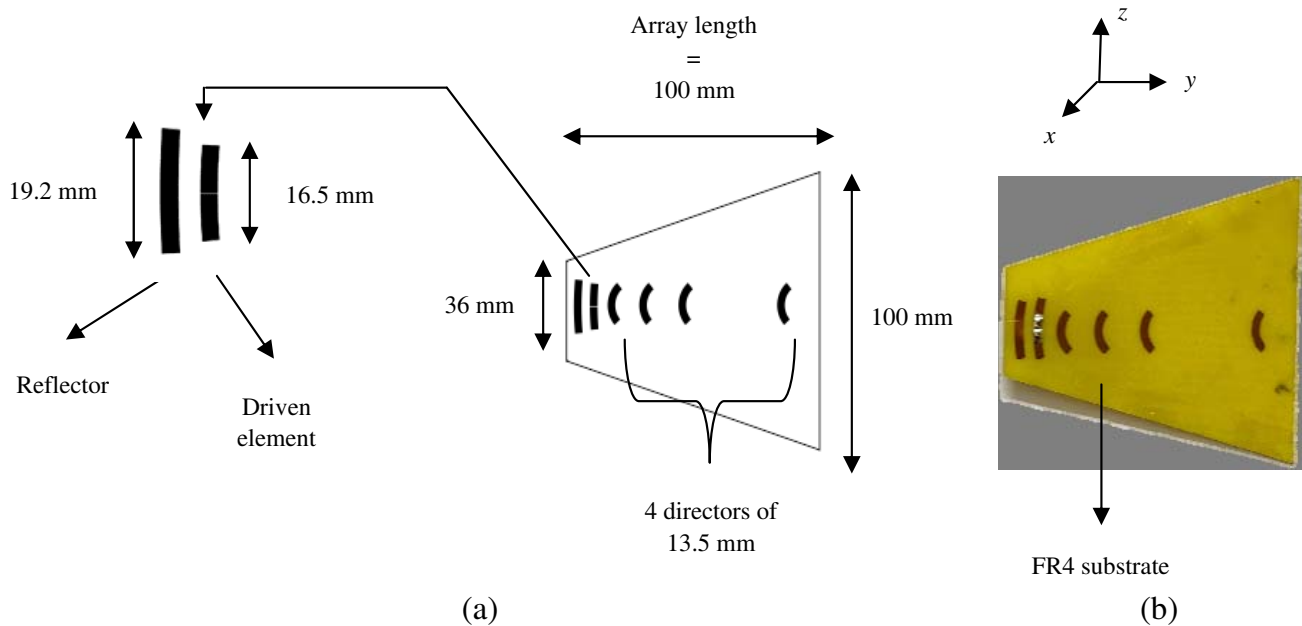 Array length
=
100 mm
z
y
x
19.2 mm
16.5 mm
36 mm
100 mm
Reflector
Driven
element
4 directors of
13.5 mm
FR4 substrate
(a)
(b)